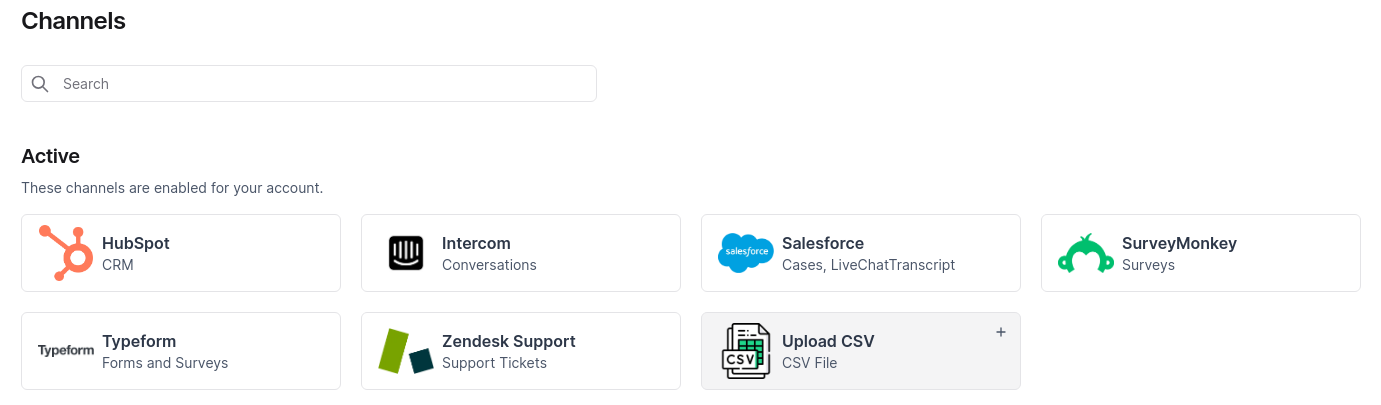 Channels
Search
Active
These channels are enabled for your account.
HubSpot
CRM
Intercom
Conversations
salesforce
Salesforce
Cases, LiveChatTranscript
SurveyMonkey
Surveys
Typeform
Typeform
Forms and Surveys
Zendesk Support
Support Tickets
CSV
Upload CSV
CSV File
+